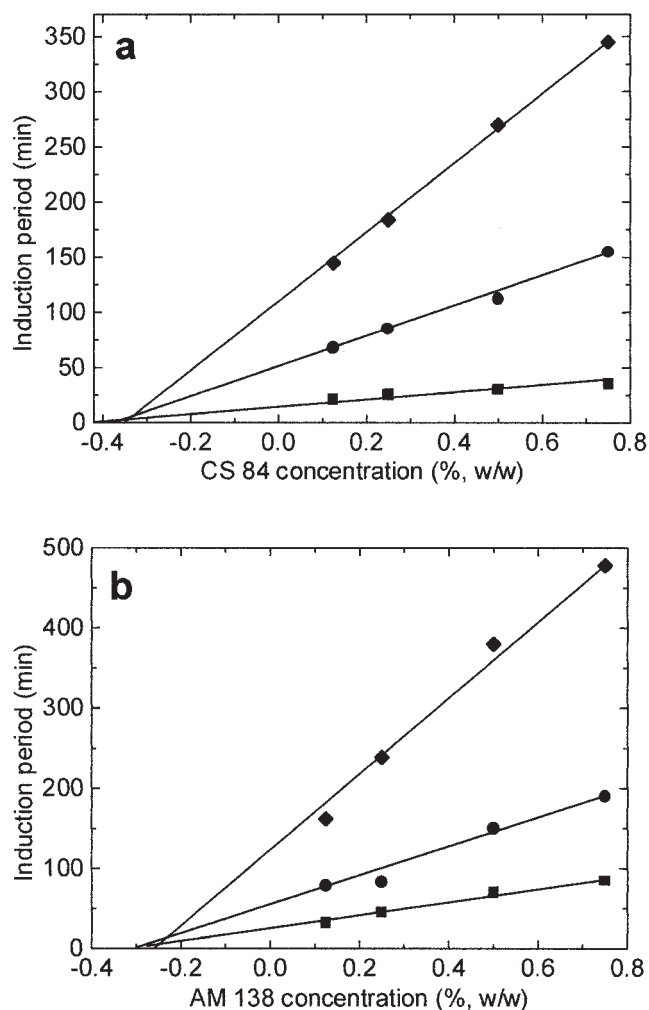 a
350
300
250
200
150
100
50
0
Induction period (min)
-0.4 -0.2 0.0 0.2 0.4 0.6 0.8
CS 84 concentration (%, w/w)
b
500
400
300
200
100
0
Induction period (min)
-0.4 -0.2 0.0 0.2 0.4 0.6 0.8
AM 138 concentration (%, w/w)